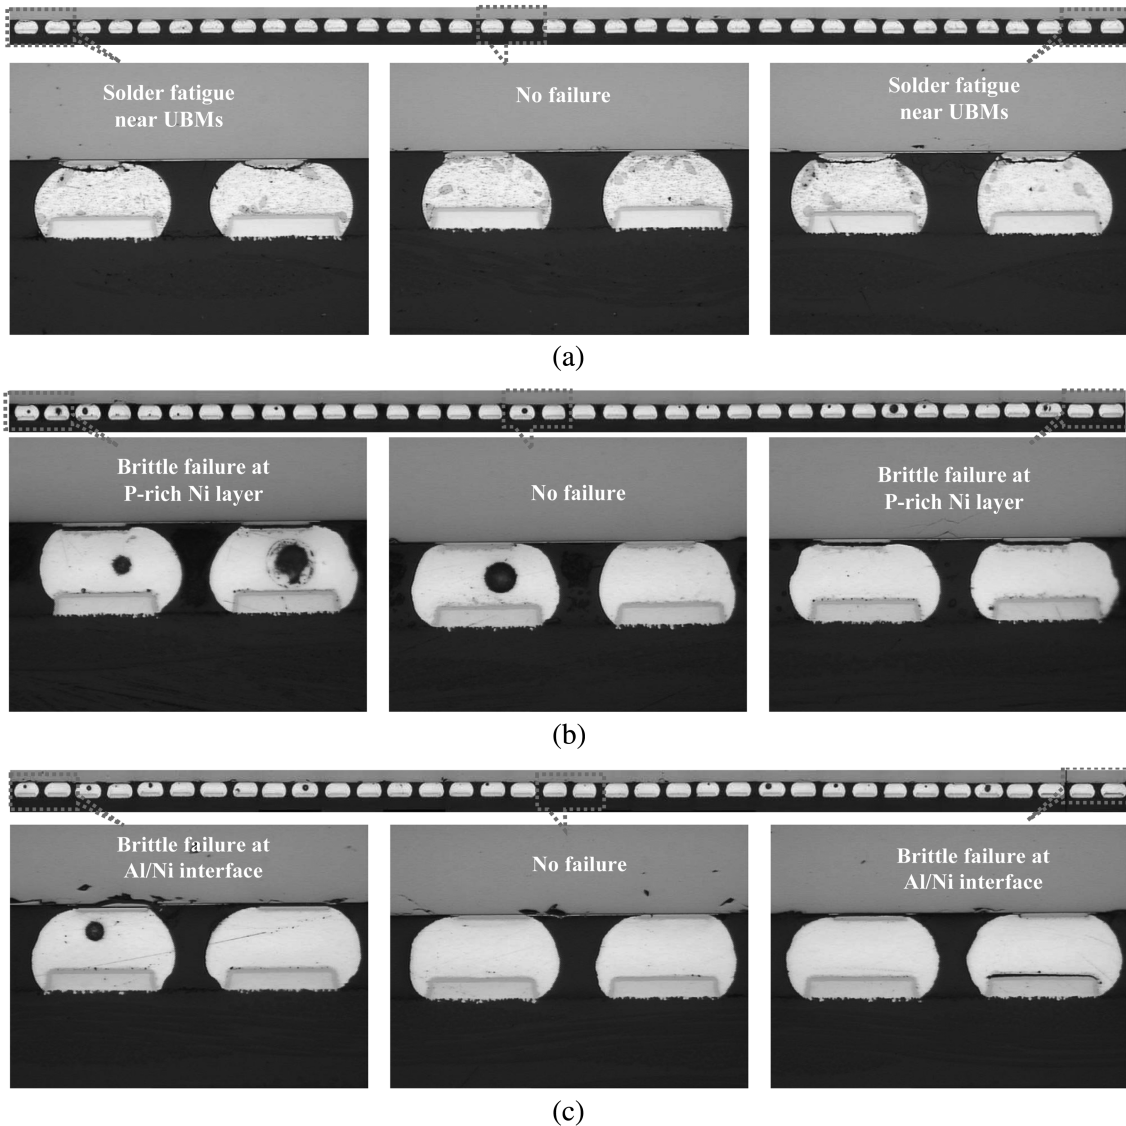 Solder fatigue
near UBMs
No failure
Solder fatigue
near UBMs
(a)
Brittle failure at
P-rich Ni layer
No failure
Brittle failure at
P-rich Ni layer
(b)
Brittle failure at
Al/Ni interface
No failure
Brittle failure at
Al/Ni interface
(c)